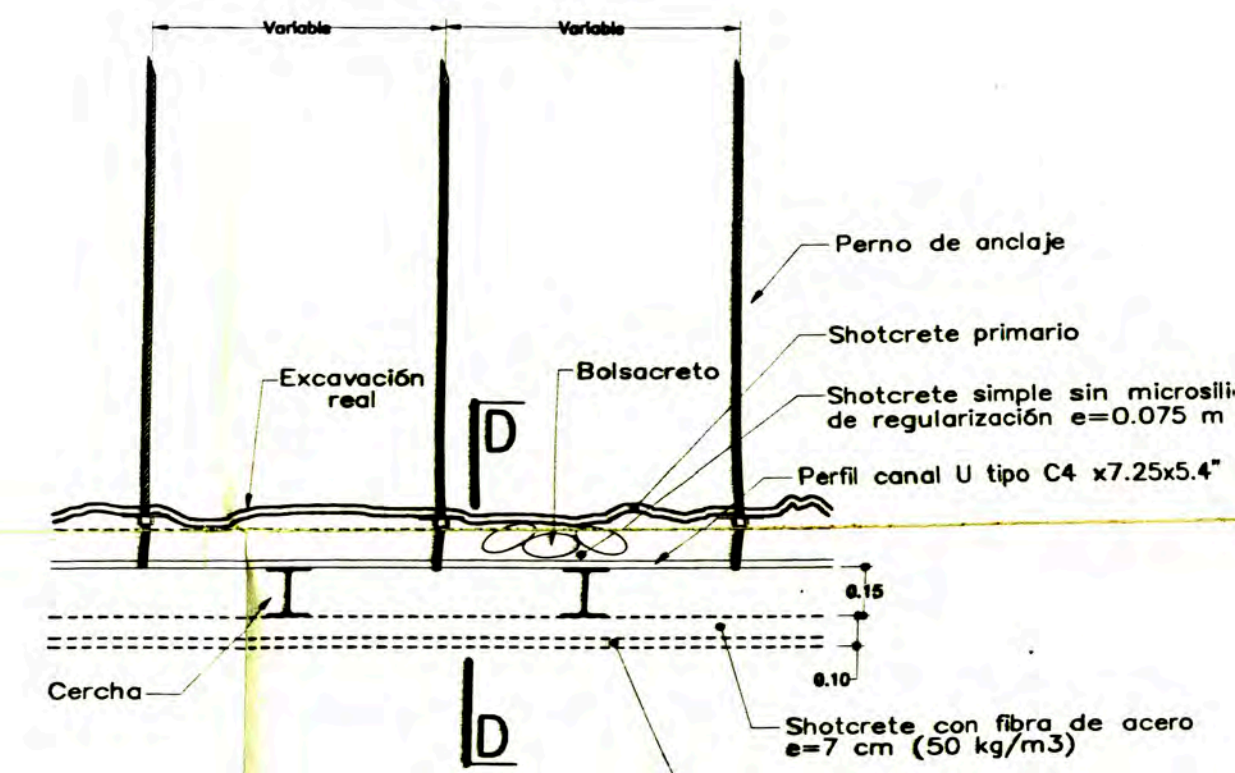 Variable Variable
Perno de anclaje
Shotcrete primario
Excavación
real
Bolsacreto
Shotcrete simple sin microsili
de regularización e=0.075 m
D
Perfil canal U tipo C4 x7.25x5.4"
0.15
0.10
Cercha
D
Shotcrete con fibra de acero
e=7 cm (50 kg/m3)